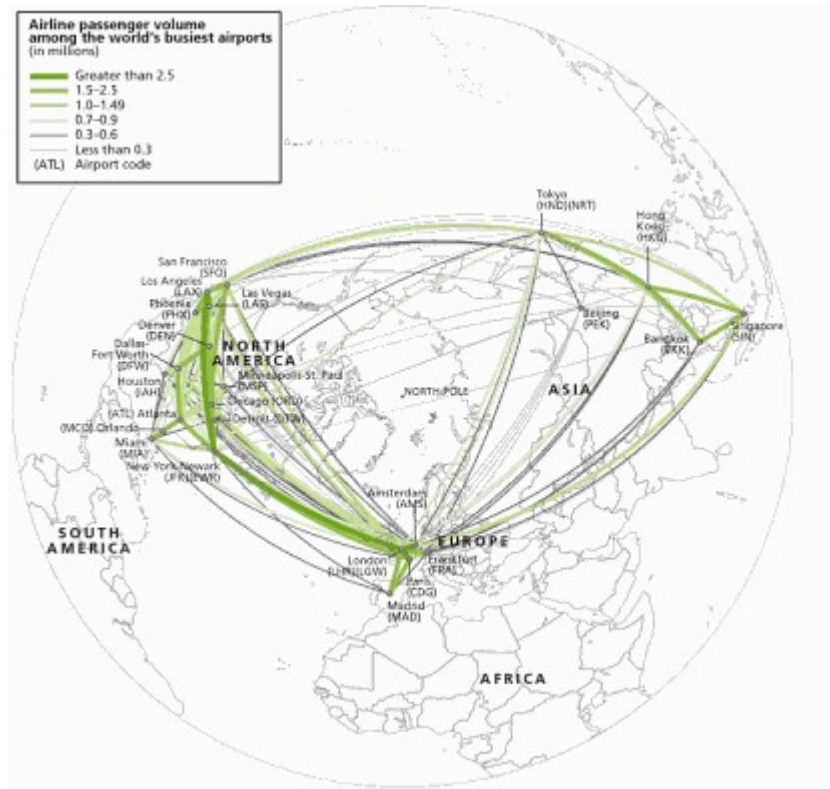 Airline passenger volume
among the world's busiest airports
(in millions)
Greater than 2.5
1.5–2.5
1.0–1.49
0.7–0.9
0.3–0.6
Less than 0.3
(ATL) Airport code
Tokyo
(HND)(NRT)
Hong
Kong
(HKG)
San Francisco
(SFO)
Los Angeles
(LAX)
Las Vegas
(LAS)
Phoenix
(PHX)
Denver
(DEN)
Dallas-
Fort Worth
(DFW)
Houston
(IAH)
(ATL) Atlanta
(MCO) Orlando
Miami
(MIA)
New York-Newark
(JFK)(EWR)
NORTH
AMERICA
Minneapolis-St. Paul
(MSP)
Chicago (ORD)
Detroit (DTW)
NORTH POLE
ASIA
Beijing
(PEK)
Bangkok
(BKK)
Singapore
(SIN)
Amsterdam
(AMS)
EUROPE
London
(LHR)(LGW)
Frankfurt
(FRA)
Paris
(CDG)
Madrid
(MAD)
SOUTH
AMERICA
AFRICA